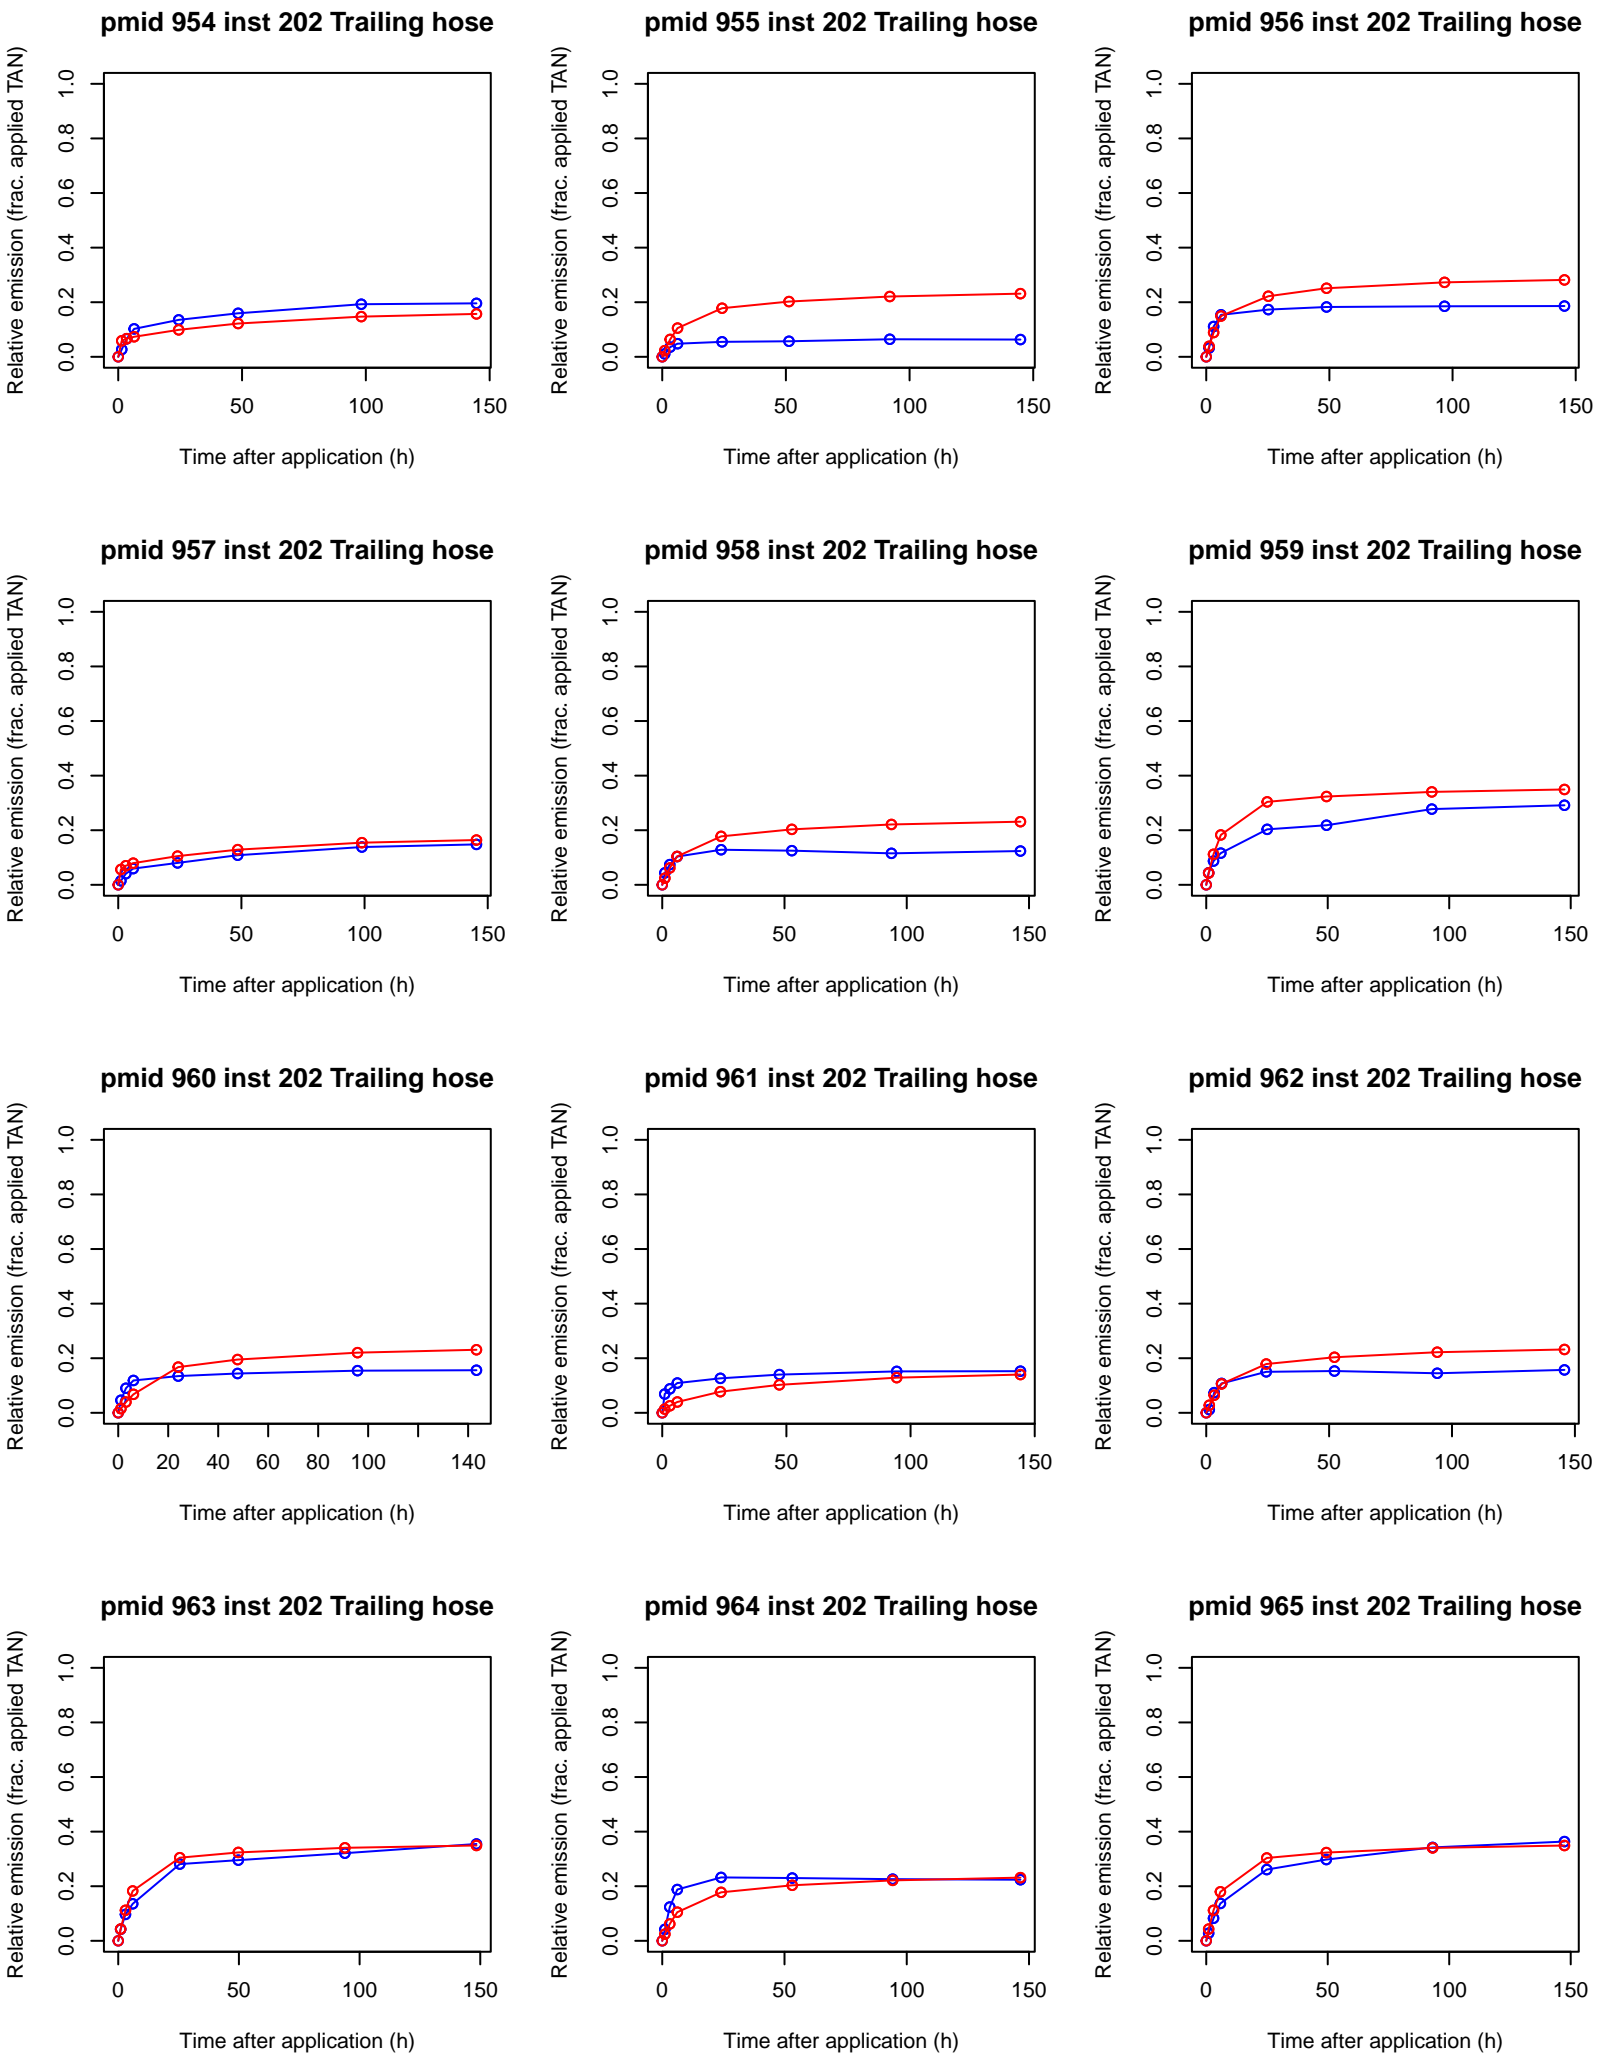 pmid 954 inst 202 Trailing hose
Relative emission (frac. applied TAN)
0.0 0.2 0.4 0.6 0.8 1.0
0 50 100 150
Time after application (h)
pmid 955 inst 202 Trailing hose
Relative emission (frac. applied TAN)
0.0 0.2 0.4 0.6 0.8 1.0
0 50 100 150
Time after application (h)
pmid 956 inst 202 Trailing hose
Relative emission (frac. applied TAN)
0.0 0.2 0.4 0.6 0.8 1.0
0 50 100 150
Time after application (h)
pmid 957 inst 202 Trailing hose
Relative emission (frac. applied TAN)
0.0 0.2 0.4 0.6 0.8 1.0
0 50 100 150
Time after application (h)
pmid 958 inst 202 Trailing hose
Relative emission (frac. applied TAN)
0.0 0.2 0.4 0.6 0.8 1.0
0 50 100 150
Time after application (h)
pmid 959 inst 202 Trailing hose
Relative emission (frac. applied TAN)
0.0 0.2 0.4 0.6 0.8 1.0
0 50 100 150
Time after application (h)
pmid 960 inst 202 Trailing hose
Relative emission (frac. applied TAN)
0.0 0.2 0.4 0.6 0.8 1.0
0 20 40 60 80 100 140
Time after application (h)
pmid 961 inst 202 Trailing hose
Relative emission (frac. applied TAN)
0.0 0.2 0.4 0.6 0.8 1.0
0 50 100 150
Time after application (h)
pmid 962 inst 202 Trailing hose
Relative emission (frac. applied TAN)
0.0 0.2 0.4 0.6 0.8 1.0
0 50 100 150
Time after application (h)
pmid 963 inst 202 Trailing hose
Relative emission (frac. applied TAN)
0.0 0.2 0.4 0.6 0.8 1.0
0 50 100 150
Time after application (h)
pmid 964 inst 202 Trailing hose
Relative emission (frac. applied TAN)
0.0 0.2 0.4 0.6 0.8 1.0
0 50 100 150
Time after application (h)
pmid 965 inst 202 Trailing hose
Relative emission (frac. applied TAN)
0.0 0.2 0.4 0.6 0.8 1.0
0 50 100 150
Time after application (h)